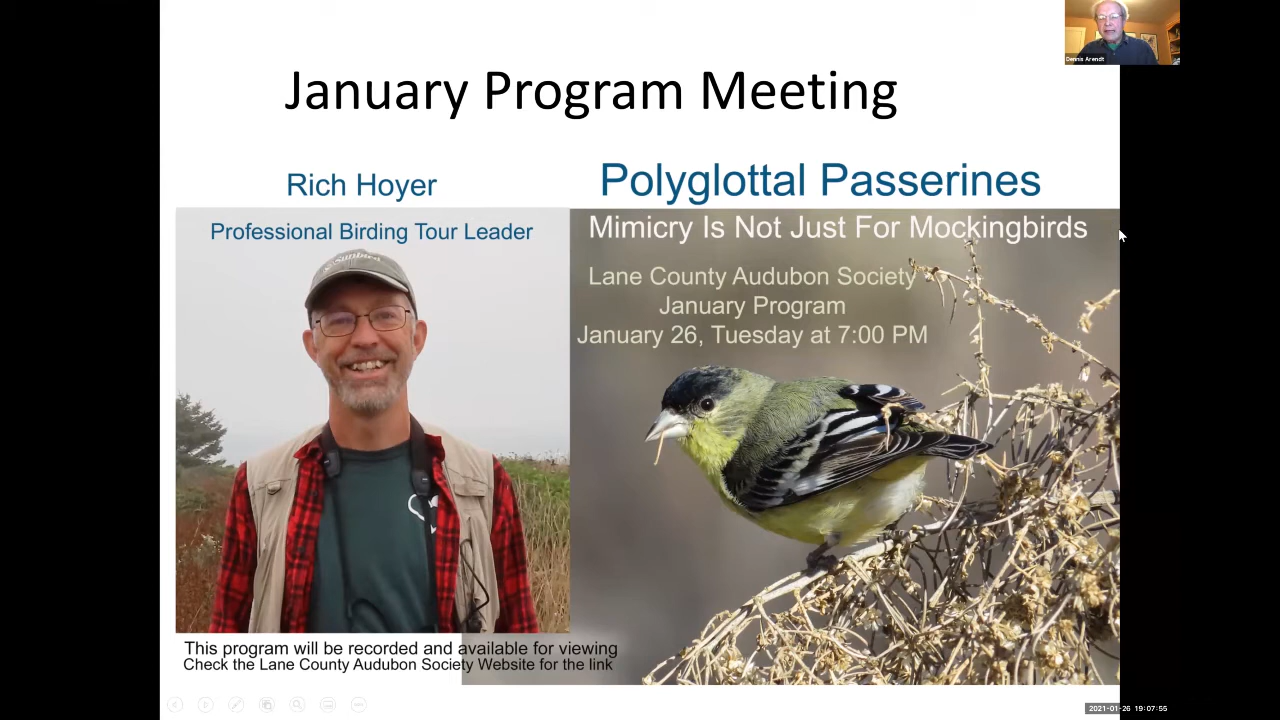 Dennis Arendt
January Program Meeting
Rich Hoyer
Professional Birding Tour Leader
Sunbird
Polyglottal Passerines
Mimicry Is Not Just For Mockingbirds
Lane County Audubon Society
January Program
January 26, Tuesday at 7:00 PM
This program will be recorded and available for viewing
Check the Lane County Audubon Society Website for the link
2021-01-26 19:07:55